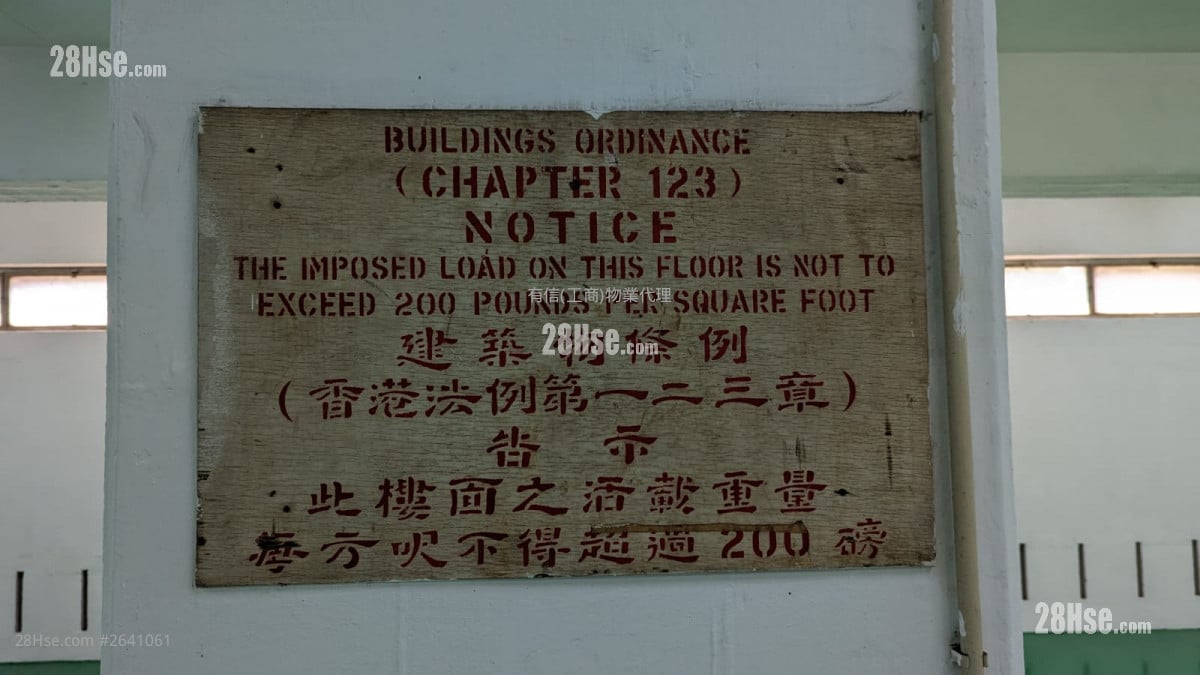 28Hse.com
BUILDINGS ORDINANCE
(CHAPTER 123)
NOTICE
THE IMPOSED LOAD ON THIS FLOOR IS NOT TO
有信(工商)物業代理
EXCEED 200 POUNDS PER SQUARE FOOT
28Hse.com
建築物條例
(香港法例第一二三章)
告示
此樓面之活載重量
每方呎不得超過200磅
28Hse.com
28Hse.com #2641061